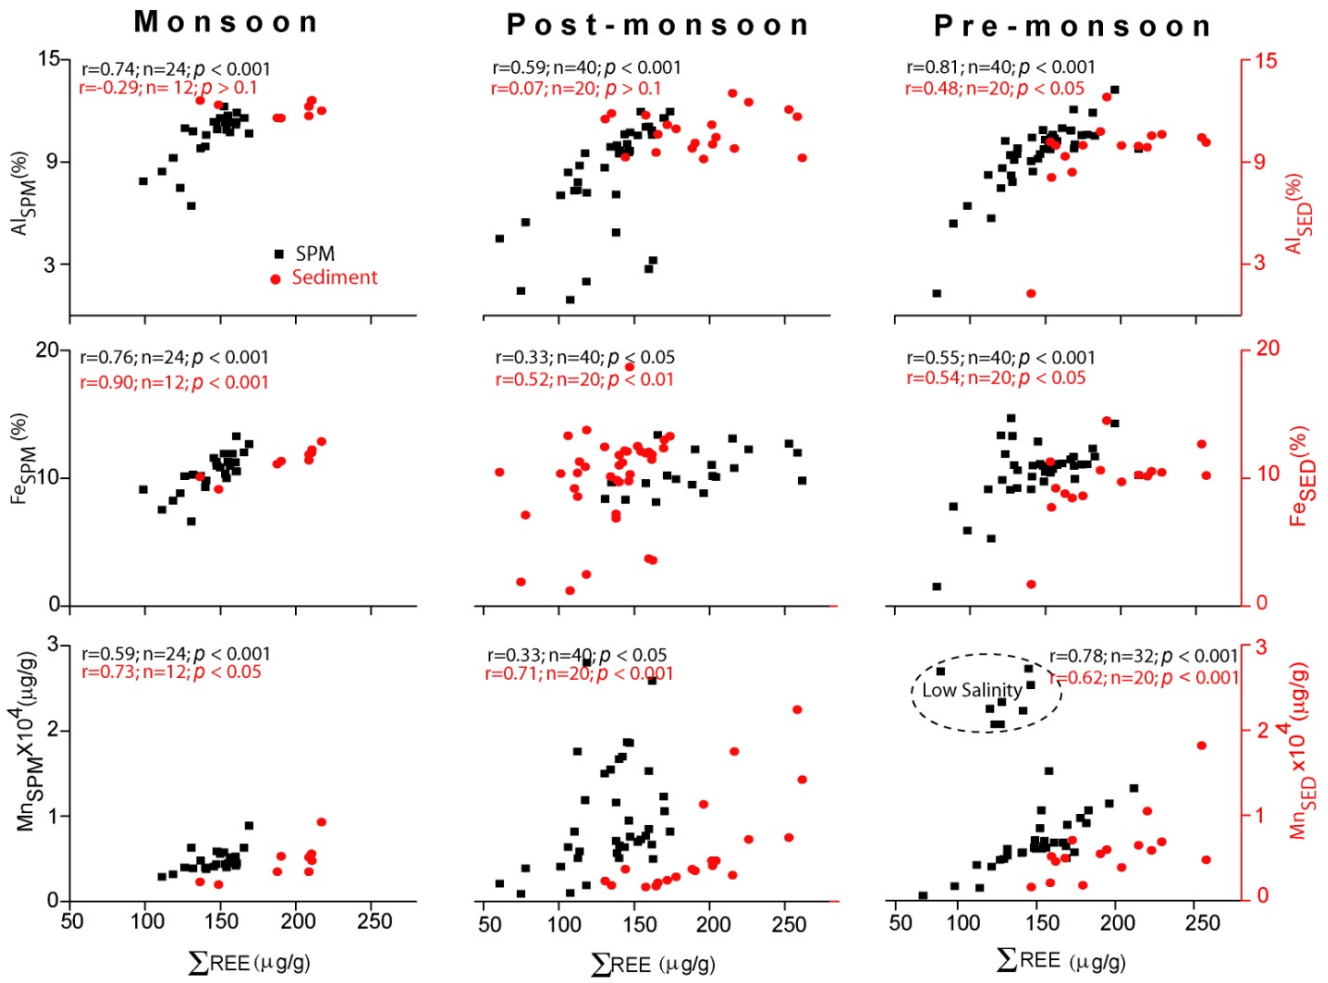 Monsoon Post-monsoon Pre-monsoon
15 15
r=0.74; n=24; p < 0.001
r=-0.29; n= 12; p > 0.1
r=0.59; n=40; p < 0.001
r=0.07; n=20; p > 0.1
r=0.81; n=40; p < 0.001
r=0.48; n=20; p < 0.05
9 9
AlSPM(%)
AlSED(%)
SPM
Sediment
3 3
20 20
r=0.76; n=24; p < 0.001
r=0.90; n=12; p < 0.001
r=0.33; n=40; p < 0.05
r=0.52; n=20; p < 0.01
r=0.55; n=40; p < 0.001
r=0.54; n=20; p < 0.05
FeSPM(%)
FeSED(%)
10 10
0 0
3 3
r=0.59; n=24; p < 0.001
r=0.73; n=12; p < 0.05
r=0.33; n=40; p < 0.05
r=0.71; n=20; p < 0.001
r=0.78; n=32; p < 0.001
r=0.62; n=20; p < 0.001
Low Salinity
2 2
MnSPMX10⁴(μg/g)
MnSED x10⁴ (μg/g)
1 1
0 0
50 100 150 200 250 50 100 150 200 250 50 100 150 200 250
∑REE (μg/g) ∑REE (μg/g) ∑REE (μg/g)